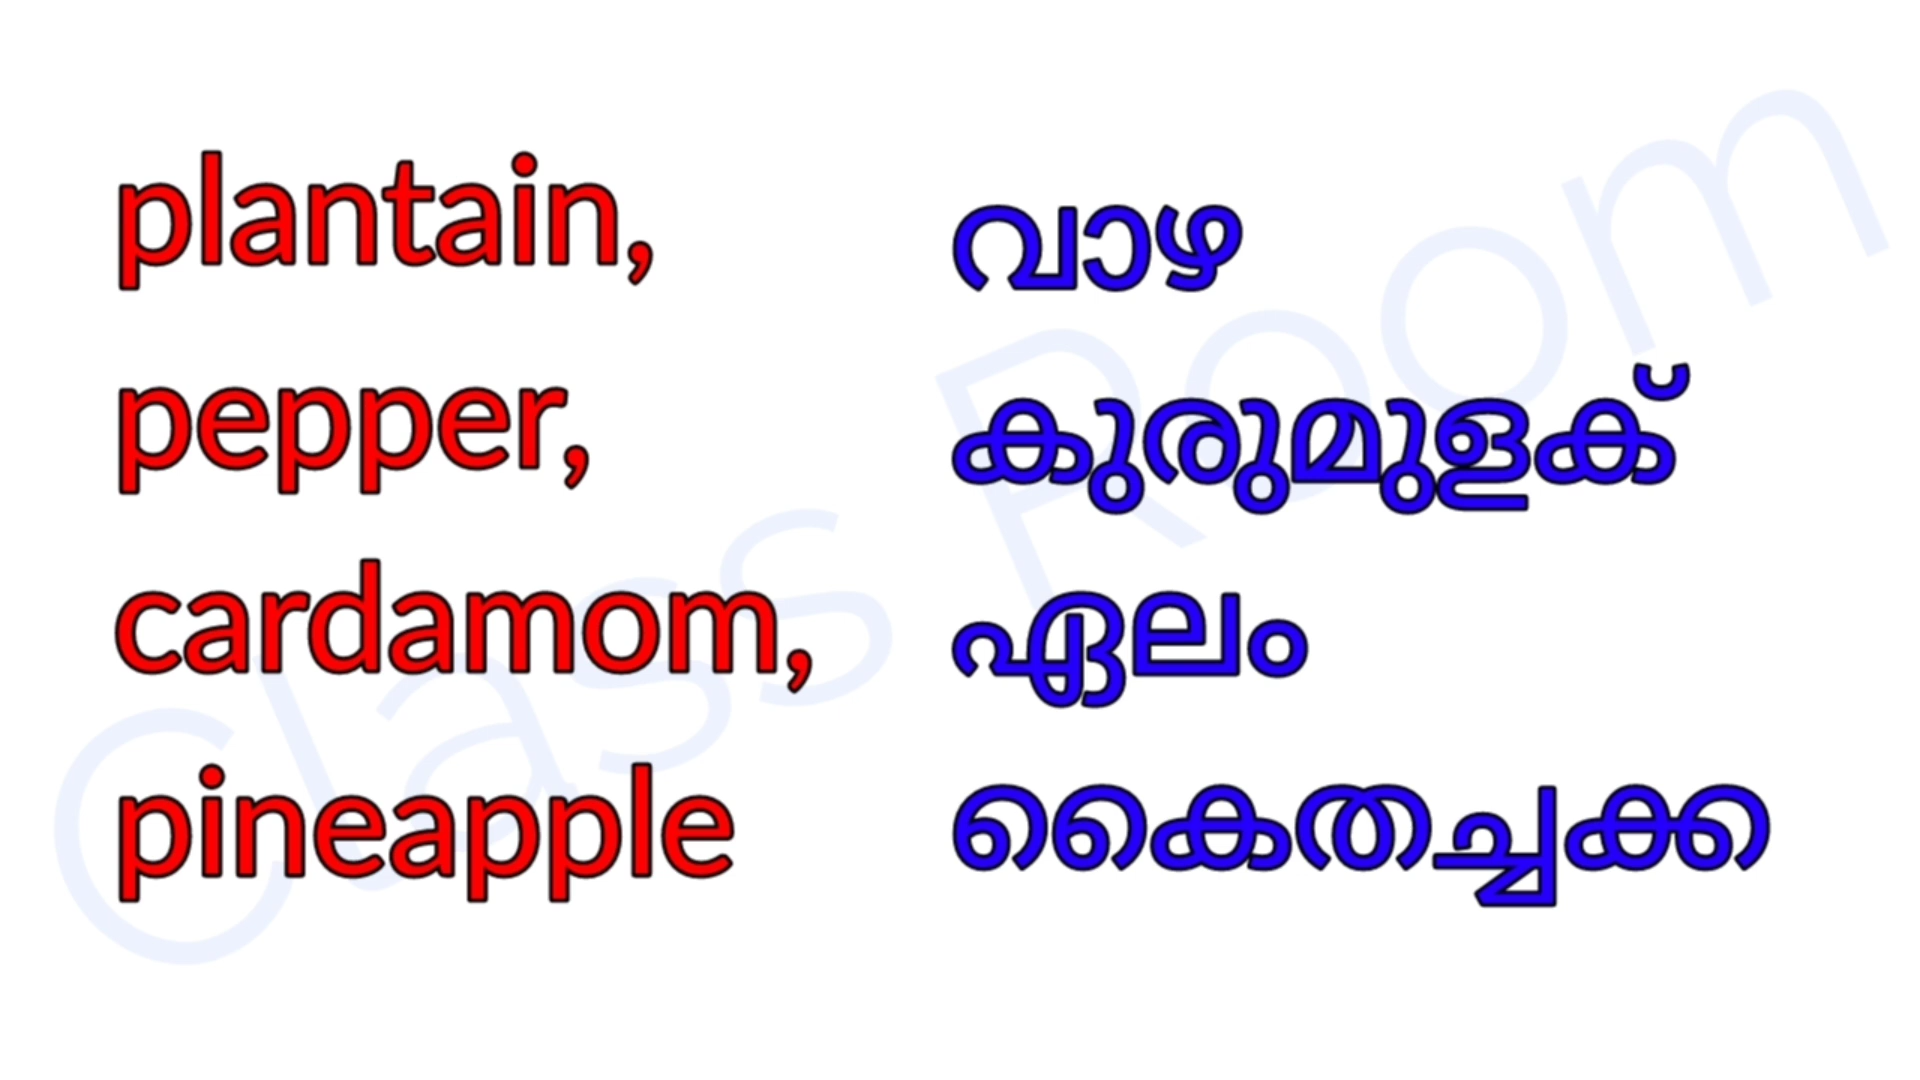 plantain, വാഴ
pepper, കുരുമുളക്
cardamom, ഏലം
pineapple കൈതച്ചക്ക
Class Room